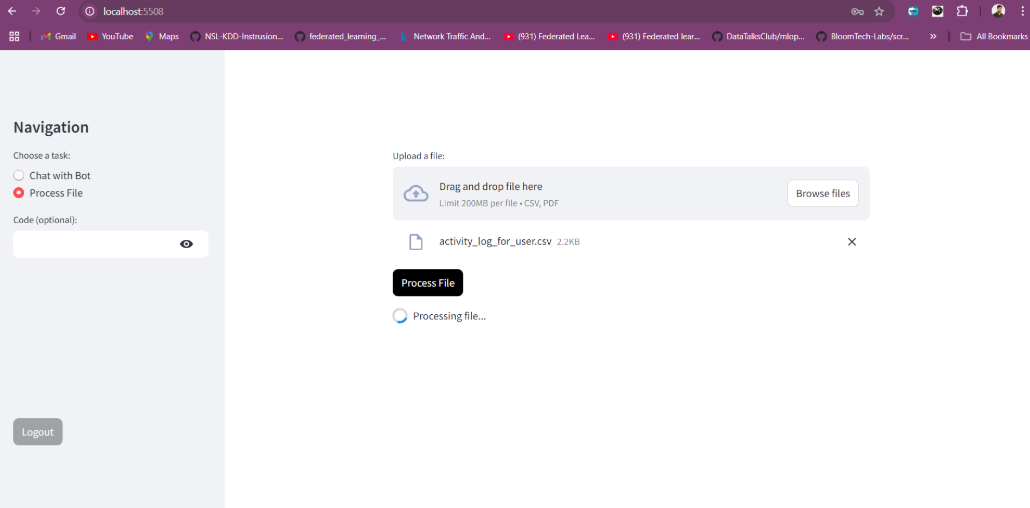 localhost:5508
Gmail
YouTube
Maps
NSL-KDD-Instrusion...
federated_learning_...
Network Traffic And...
(931) Federated Lea...
(931) Federated lear...
DataTalksClub/mlop...
BloomTech-Labs/scr...
»
All Bookmarks
Navigation
Choose a task:
Chat with Bot
Process File
Code (optional):
Logout
Upload a file:
Drag and drop file here
Limit 200MB per file • CSV, PDF
Browse files
activity_log_for_user.csv 2.2KB
Process File
Processing file...